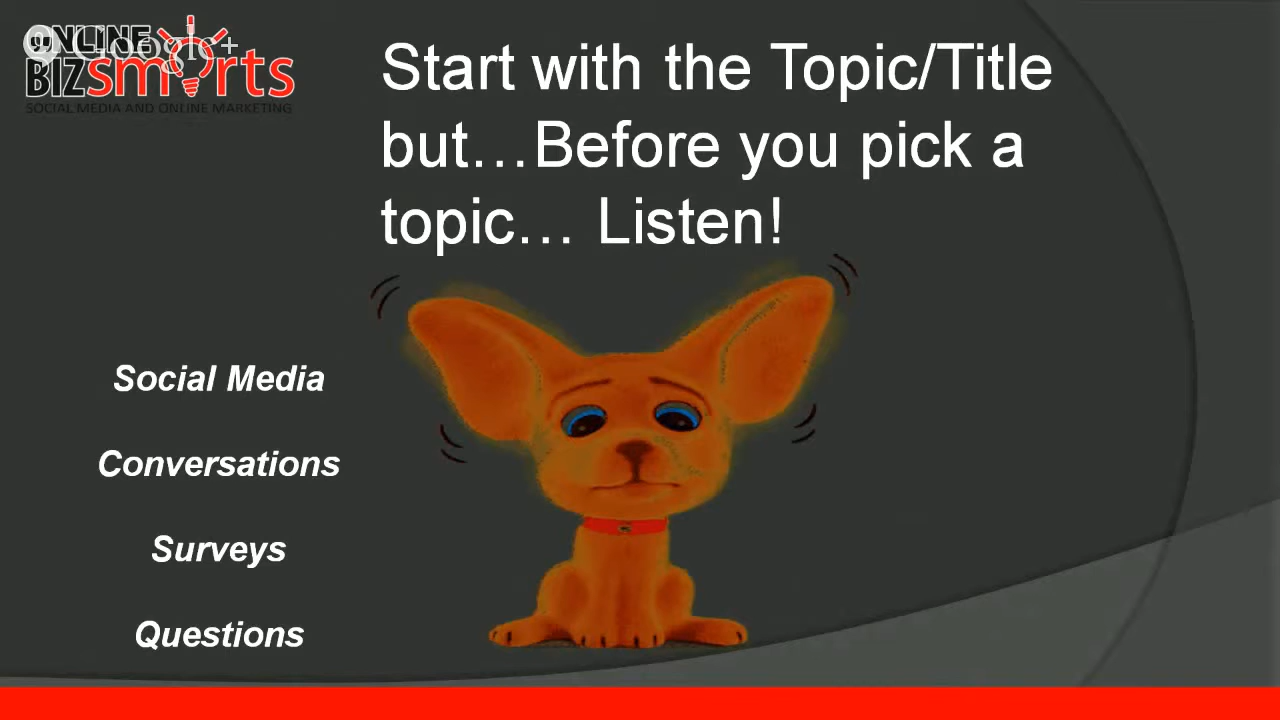 ONLINE
Google+
BIZsmarts
SOCIAL MEDIA AND ONLINE MARKETING
Start with the Topic/Title
but…Before you pick a
topic… Listen!
Social Media
Conversations
Surveys
Questions